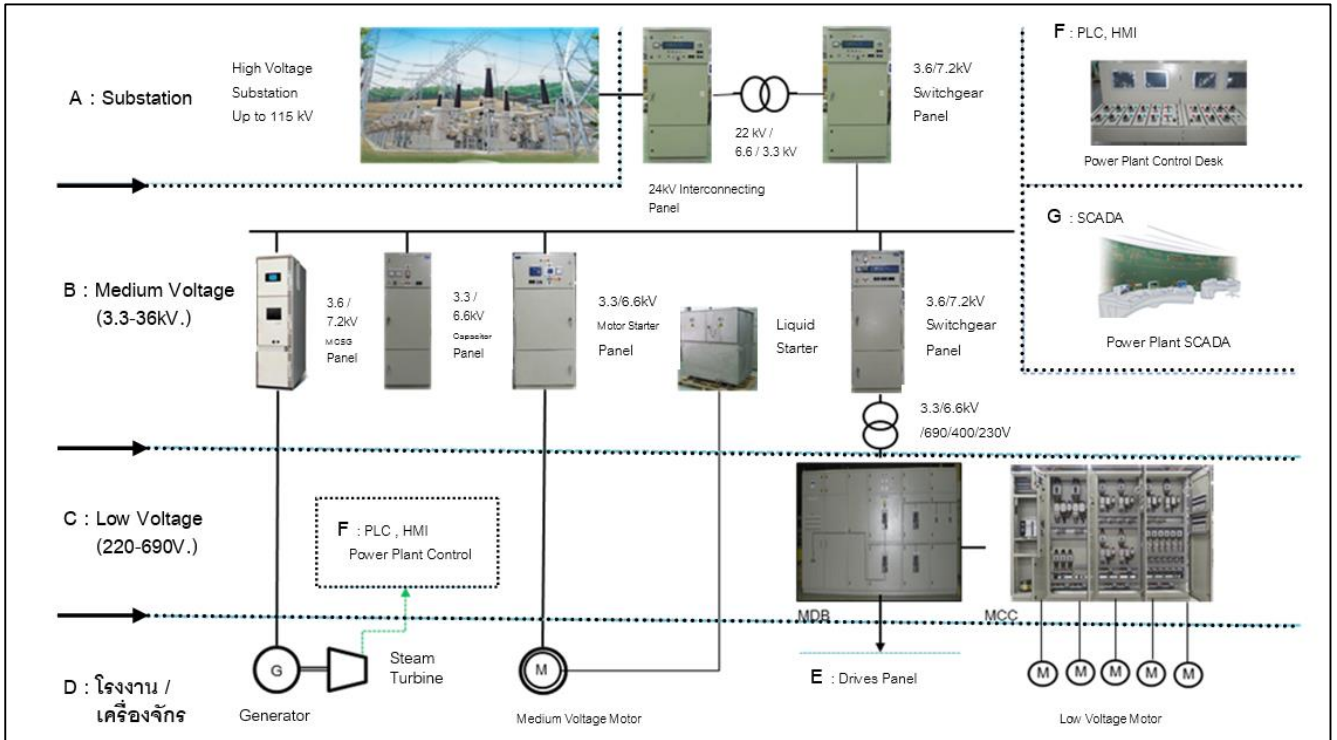 A : Substation
High Voltage
Substation
Up to 115 kV
22 kV /
6.6 / 3.3 kV
3.6/7.2kV
Switchgear
Panel
24kV Interconnecting
Panel
F : PLC, HMI
Power Plant Control Desk
G : SCADA
Power Plant SCADA
B : Medium Voltage
(3.3-36kV.)
3.6 /
7.2kV
MCSG
Panel
3.3 /
6.6kV
Capacitor
Panel
3.3/6.6kV
Motor Starter
Panel
Liquid
Starter
3.6/7.2kV
Switchgear
Panel
3.3/6.6kV
/690/400/230V
C : Low Voltage
(220-690V.)
F : PLC , HMI
Power Plant Control
MDB
MCC
D : โรงงาน /
เครื่องจักร
G
Steam
Turbine
Generator
M
Medium Voltage Motor
E : Drives Panel
M M M M M
Low Voltage Motor